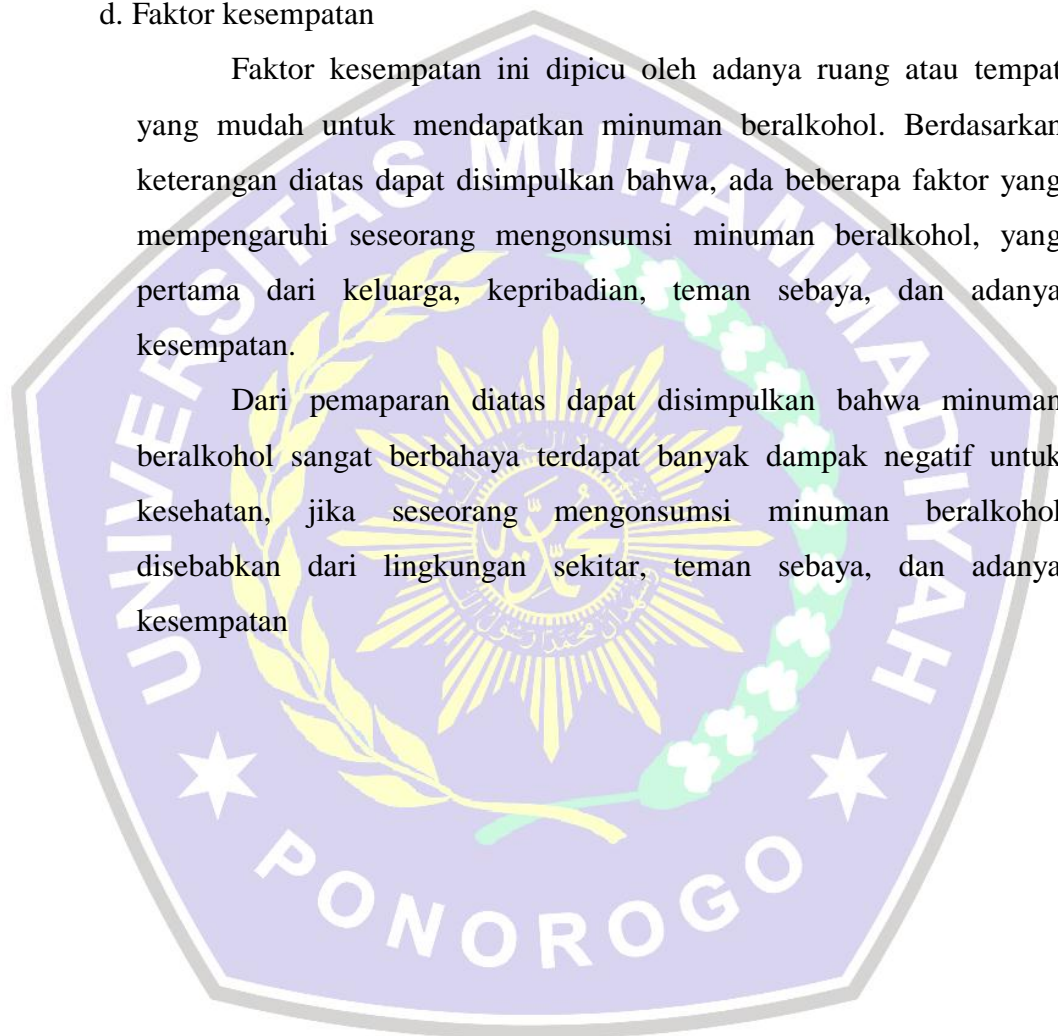 d. Faktor kesempatan
Faktor kesempatan ini dipicu oleh adanya ruang atau tempat
yang mudah untuk mendapatkan minuman beralkohol. Berdasarkan
keterangan diatas dapat disimpulkan bahwa, ada beberapa faktor yang
mempengaruhi seseorang mengonsumsi minuman beralkohol, yang
pertama dari keluarga, kepribadian, teman sebaya, dan adanya
kesempatan.
Dari pemaparan diatas dapat disimpulkan bahwa minuman
beralkohol sangat berbahaya terdapat banyak dampak negatif untuk
kesehatan, jika seseorang mengonsumsi minuman beralkohol
disebabkan dari lingkungan sekitar, teman sebaya, dan adanya
kesempatan
UNIVERSITAS MUHAMMADIYAH
PONOROGO